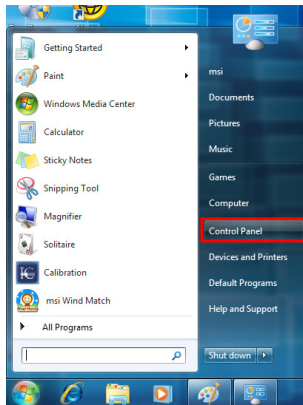 Getting Started
Paint
Windows Media Center
Calculator
Sticky Notes
Snipping Tool
Magnifier
Solitaire
Calibration
msi Wind Match
All Programs
msi
Documents
Pictures
Music
Games
Computer
Control Panel
Devices and Printers
Default Programs
Help and Support
Shut down